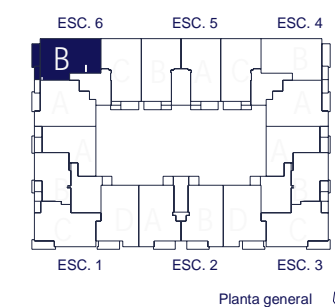 ESC. 6 ESC. 5 ESC. 4
B C B A C B
A A
A A
B B
C D A B D C
ESC. 1 ESC. 2 ESC. 3
Planta general